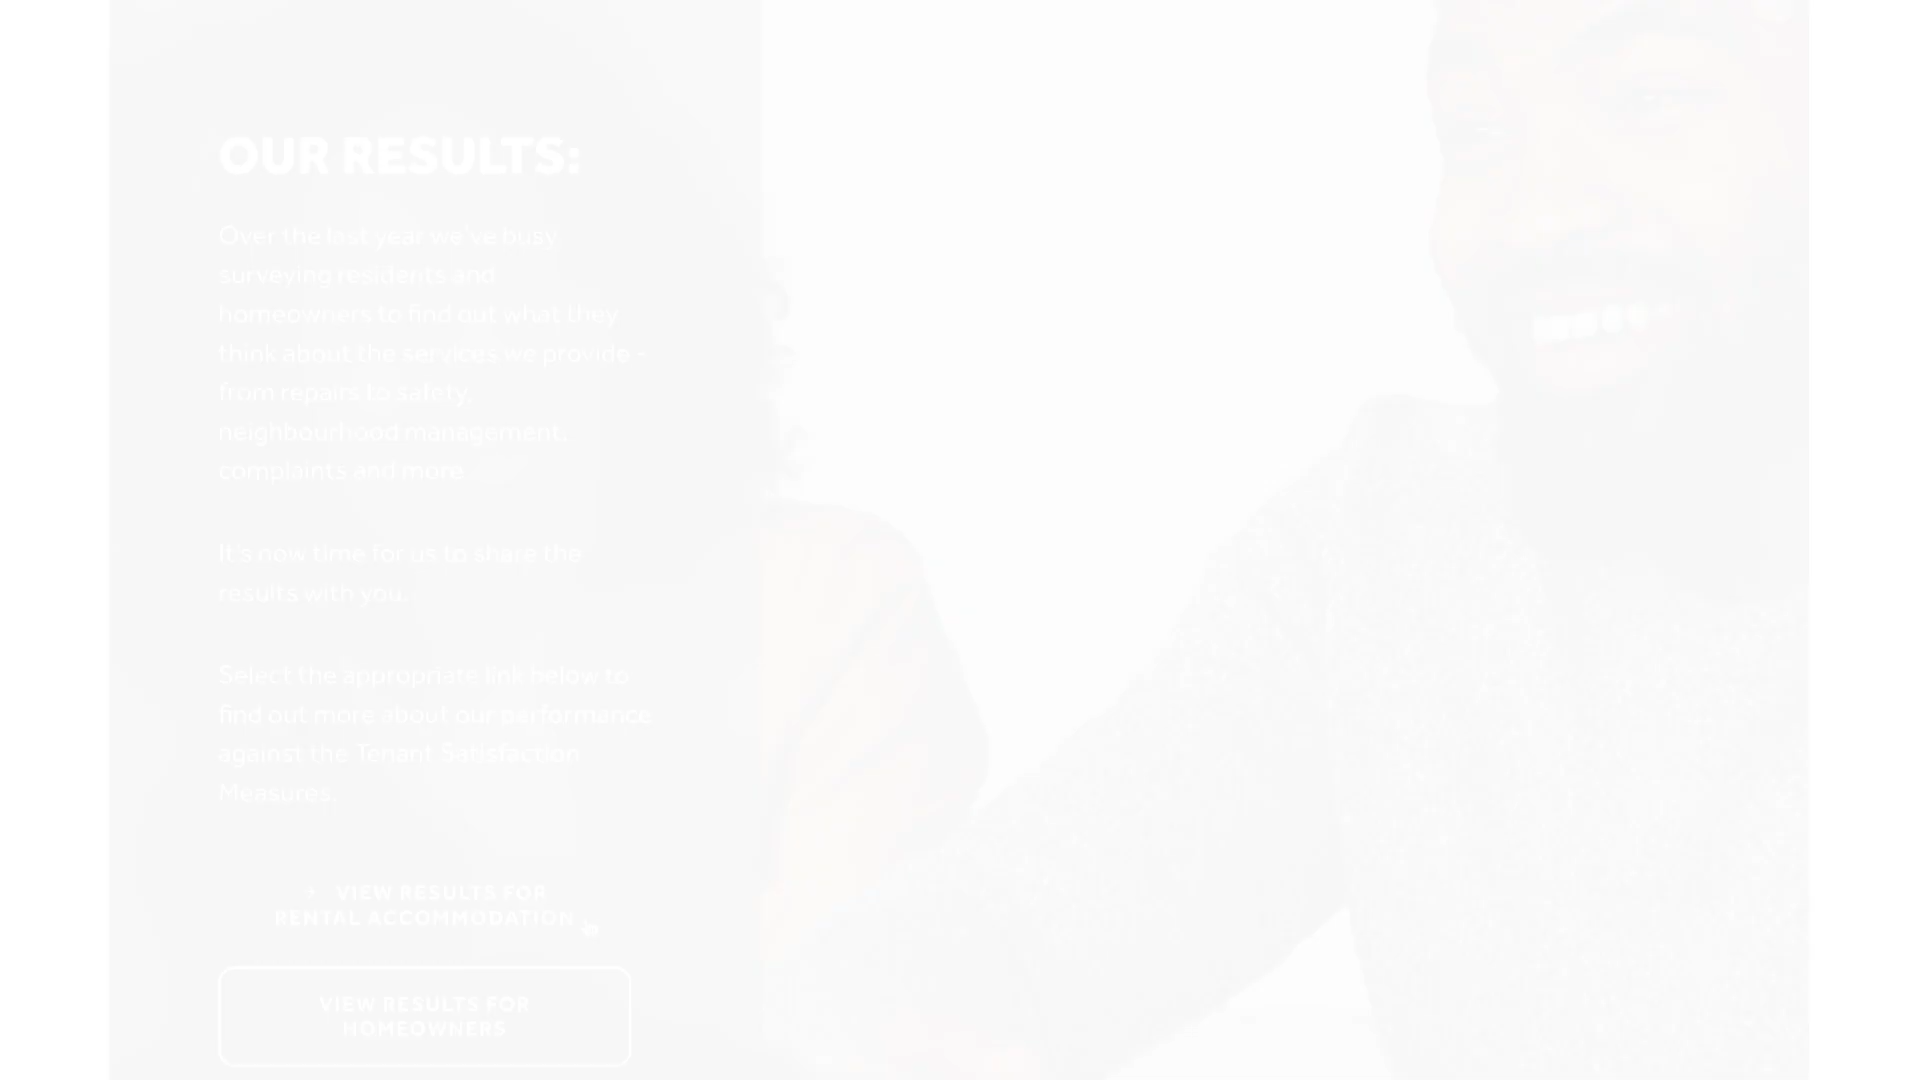 OUR RESULTS:
Over the last year we've busy
surveying residents and
homeowners to find out what they
think about the services we provide -
from repairs to safety,
neighbourhood management,
complaints and more.
It's now time for us to share the
results with you.
Select the appropriate link below to
find out more about our performance
against the Tenant Satisfaction
Measures.
VIEW RESULTS FOR
RENTAL ACCOMMODATION
VIEW RESULTS FOR
HOMEOWNERS